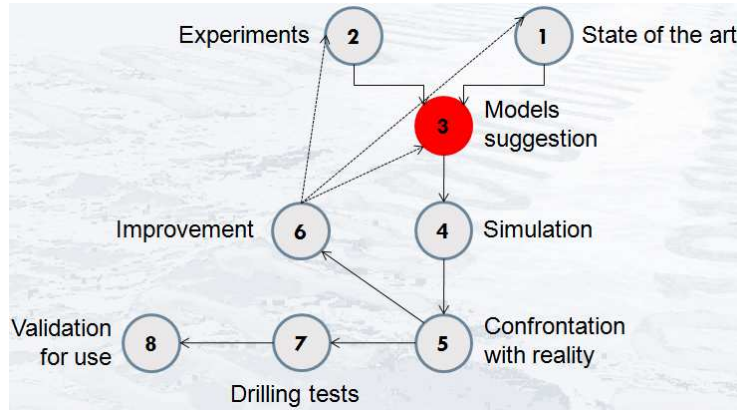 Experiments 2 1 State of the art
3 Models
suggestion
Improvement 6 4 Simulation
Validation
for use 8 7 5 Confrontation
with reality
Drilling tests